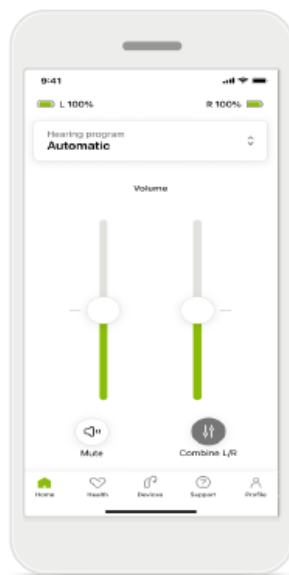 9:41
L 100% R 100%
Hearing program
Automatic
Volume
Mute Combine L/R
Home Health Devices Support Profile